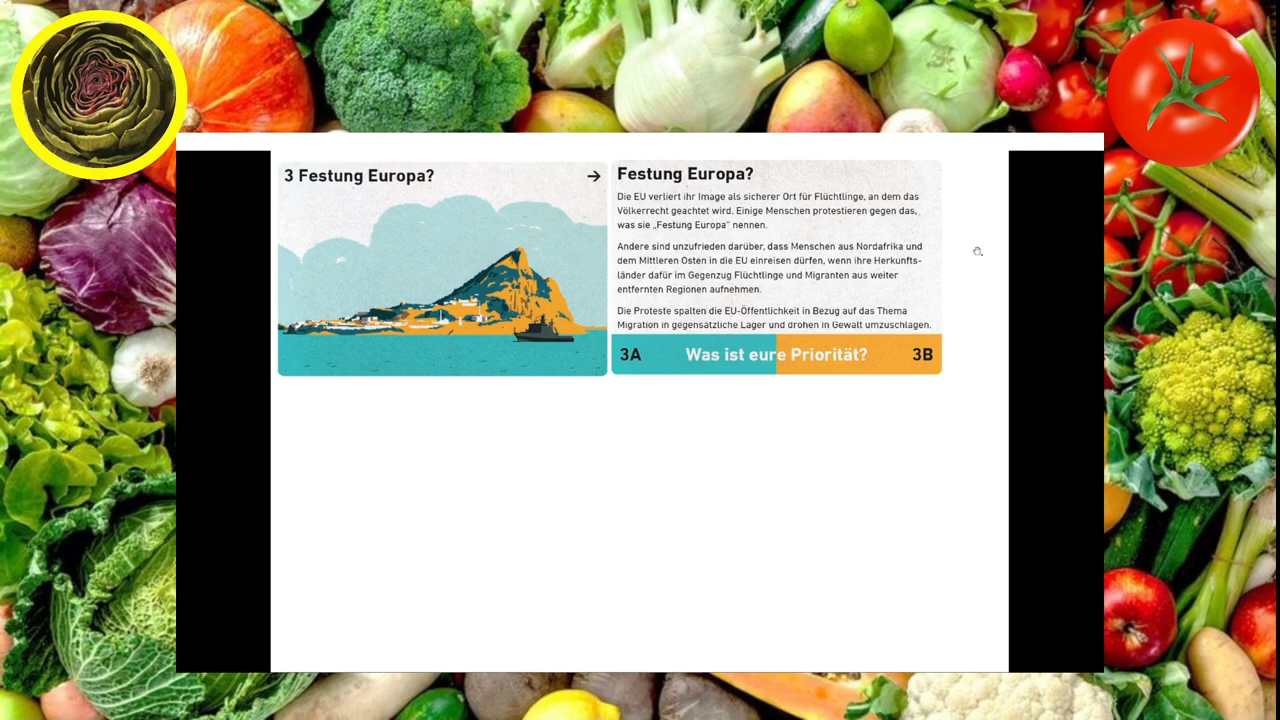 3 Festung Europa? →
Festung Europa?
Die EU verliert ihr Image als sicherer Ort für Flüchtlinge, an dem das
Völkerrecht geachtet wird. Einige Menschen protestieren gegen das,
was sie „Festung Europa" nennen.
Andere sind unzufrieden darüber, dass Menschen aus Nordafrika und
dem Mittleren Osten in die EU einreisen dürfen, wenn ihre Herkunfts-
länder dafür im Gegenzug Flüchtlinge und Migranten aus weiter
entfernten Regionen aufnehmen.
Die Proteste spalten die EU-Öffentlichkeit in Bezug auf das Thema
Migration in gegensätzliche Lager und drohen in Gewalt umzuschlagen.
3A Was ist eure Priorität? 3B